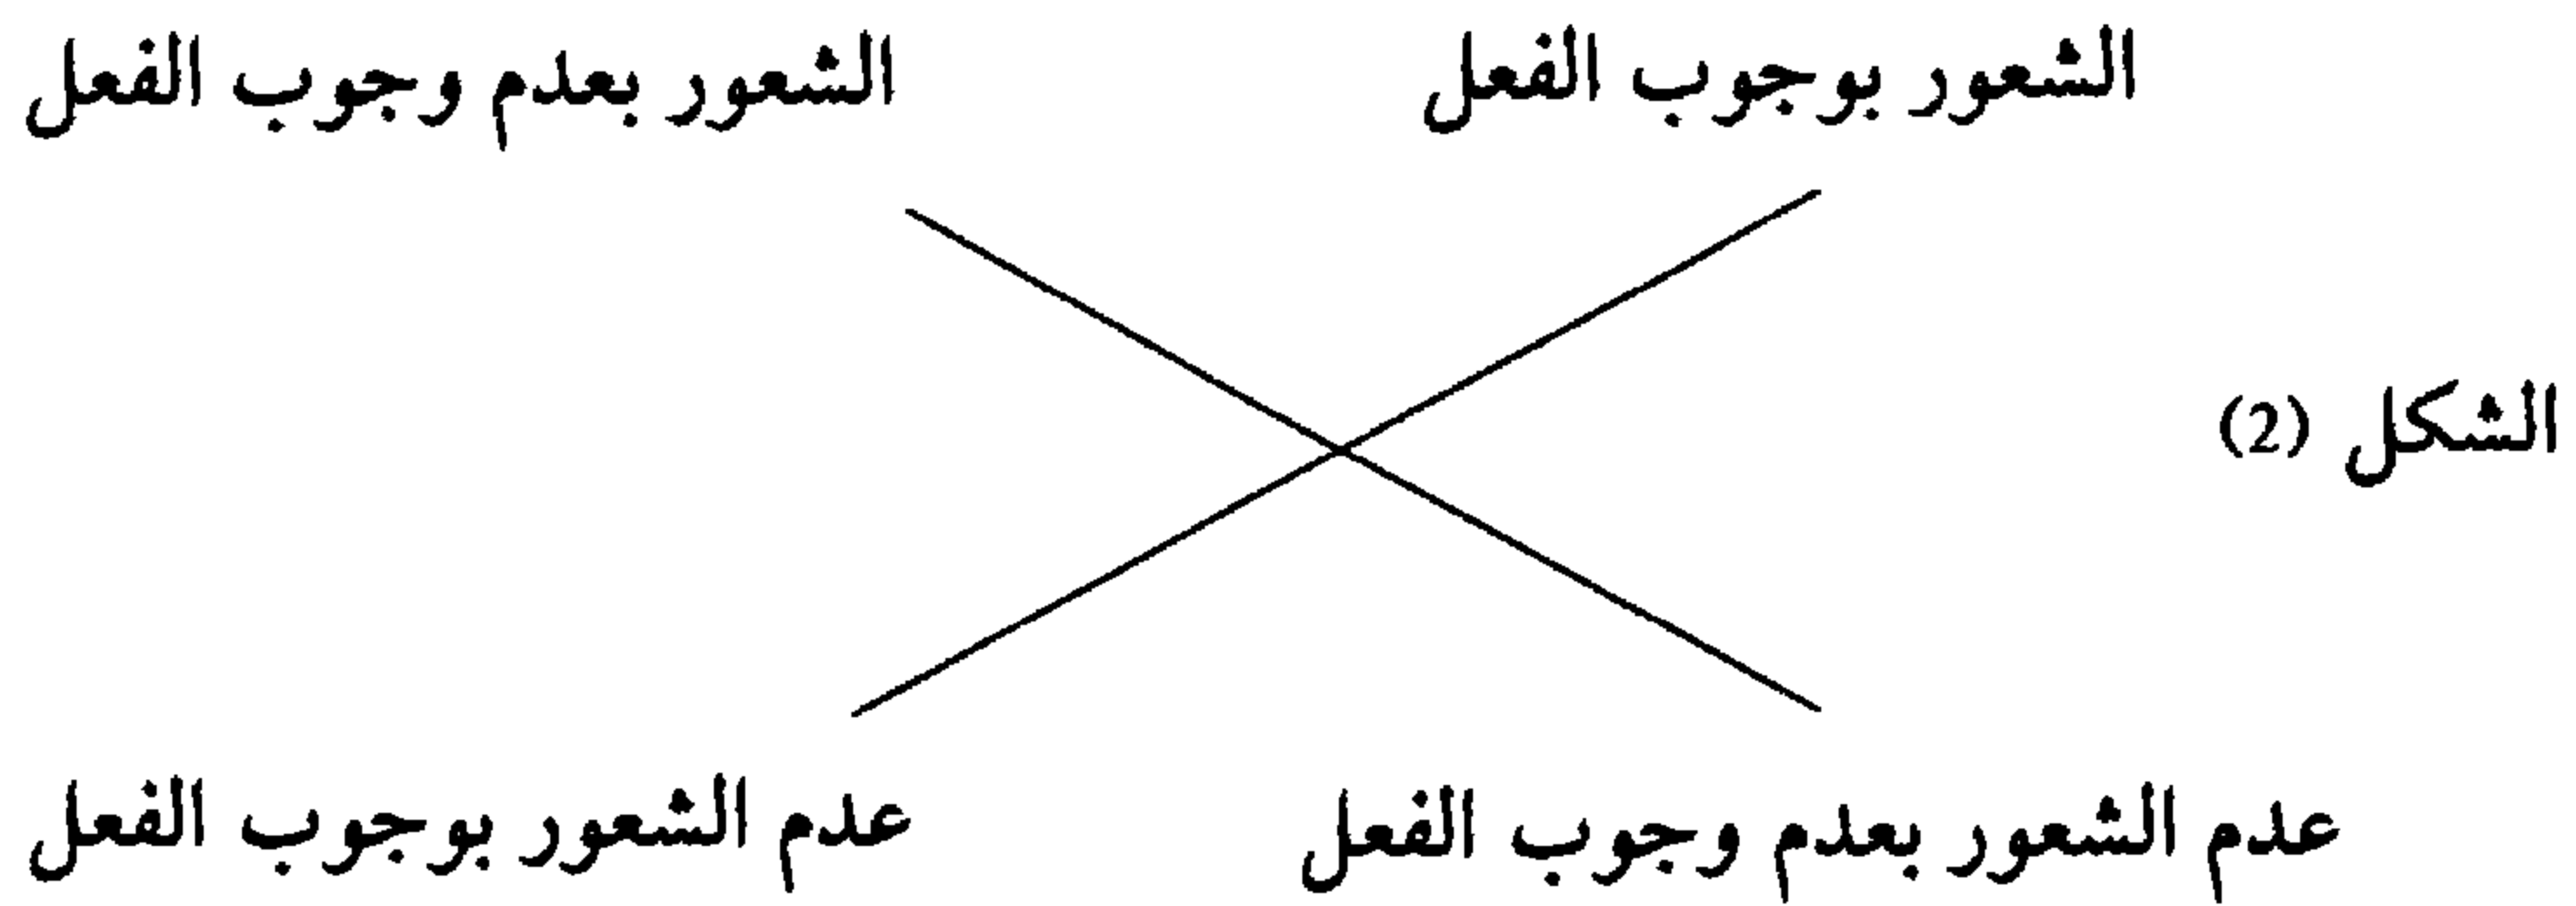 الشعور بوجوب الفعل
الشعور بعدم وجوب الفعل
الشكل (2)
عدم الشعور بعدم وجوب الفعل
عدم الشعور بوجوب الفعل